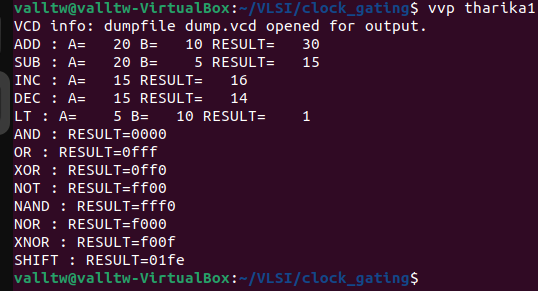 valltw@valltw-VirtualBox:~/VLSI/clock_gating$ vvp tharika1
VCD info: dumpfile dump.vcd opened for output.
ADD : A=   20 B=   10 RESULT=   30
SUB : A=   20 B=    5 RESULT=   15
INC : A=   15 RESULT=   16
DEC : A=   15 RESULT=   14
LT : A=    5 B=   10 RESULT=    1
AND : RESULT=0000
OR : RESULT=0fff
XOR : RESULT=0ff0
NOT : RESULT=ff00
NAND : RESULT=fff0
NOR : RESULT=f000
XNOR : RESULT=f00f
SHIFT : RESULT=01fe
valltw@valltw-VirtualBox:~/VLSI/clock_gating$